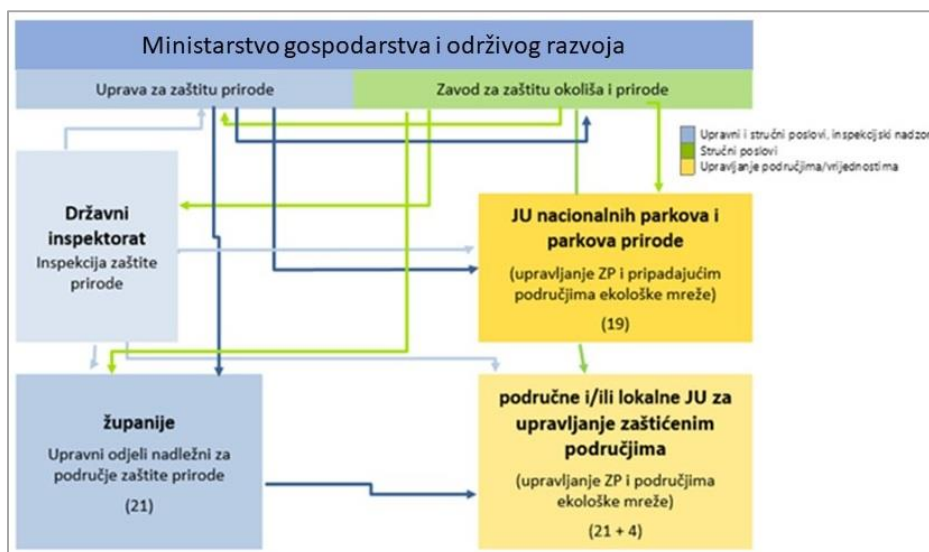 Ministarstvo gospodarstva i održivog razvoja
Uprava za zaštitu prirode
Zavod za zaštitu okoliša i prirode
Upravni i stručni poslovi, inspekcijski nadzor
Stručni poslovi
Upravljanje područjima/vrijednostima
Državni
inspektorat
Inspekcija zaštite
prirode
JU nacionalnih parkova i
parkova prirode
(upravljanje ZP i pripadajućim
područjima ekološke mreže)
(19)
županije
Upravni odjeli nadležni za
područje zaštite prirode
(21)
područne i/ili lokalne JU za
upravljanje zaštićenim
područjima
(upravljanje ZP i područjima
ekološke mreže)
(21 + 4)